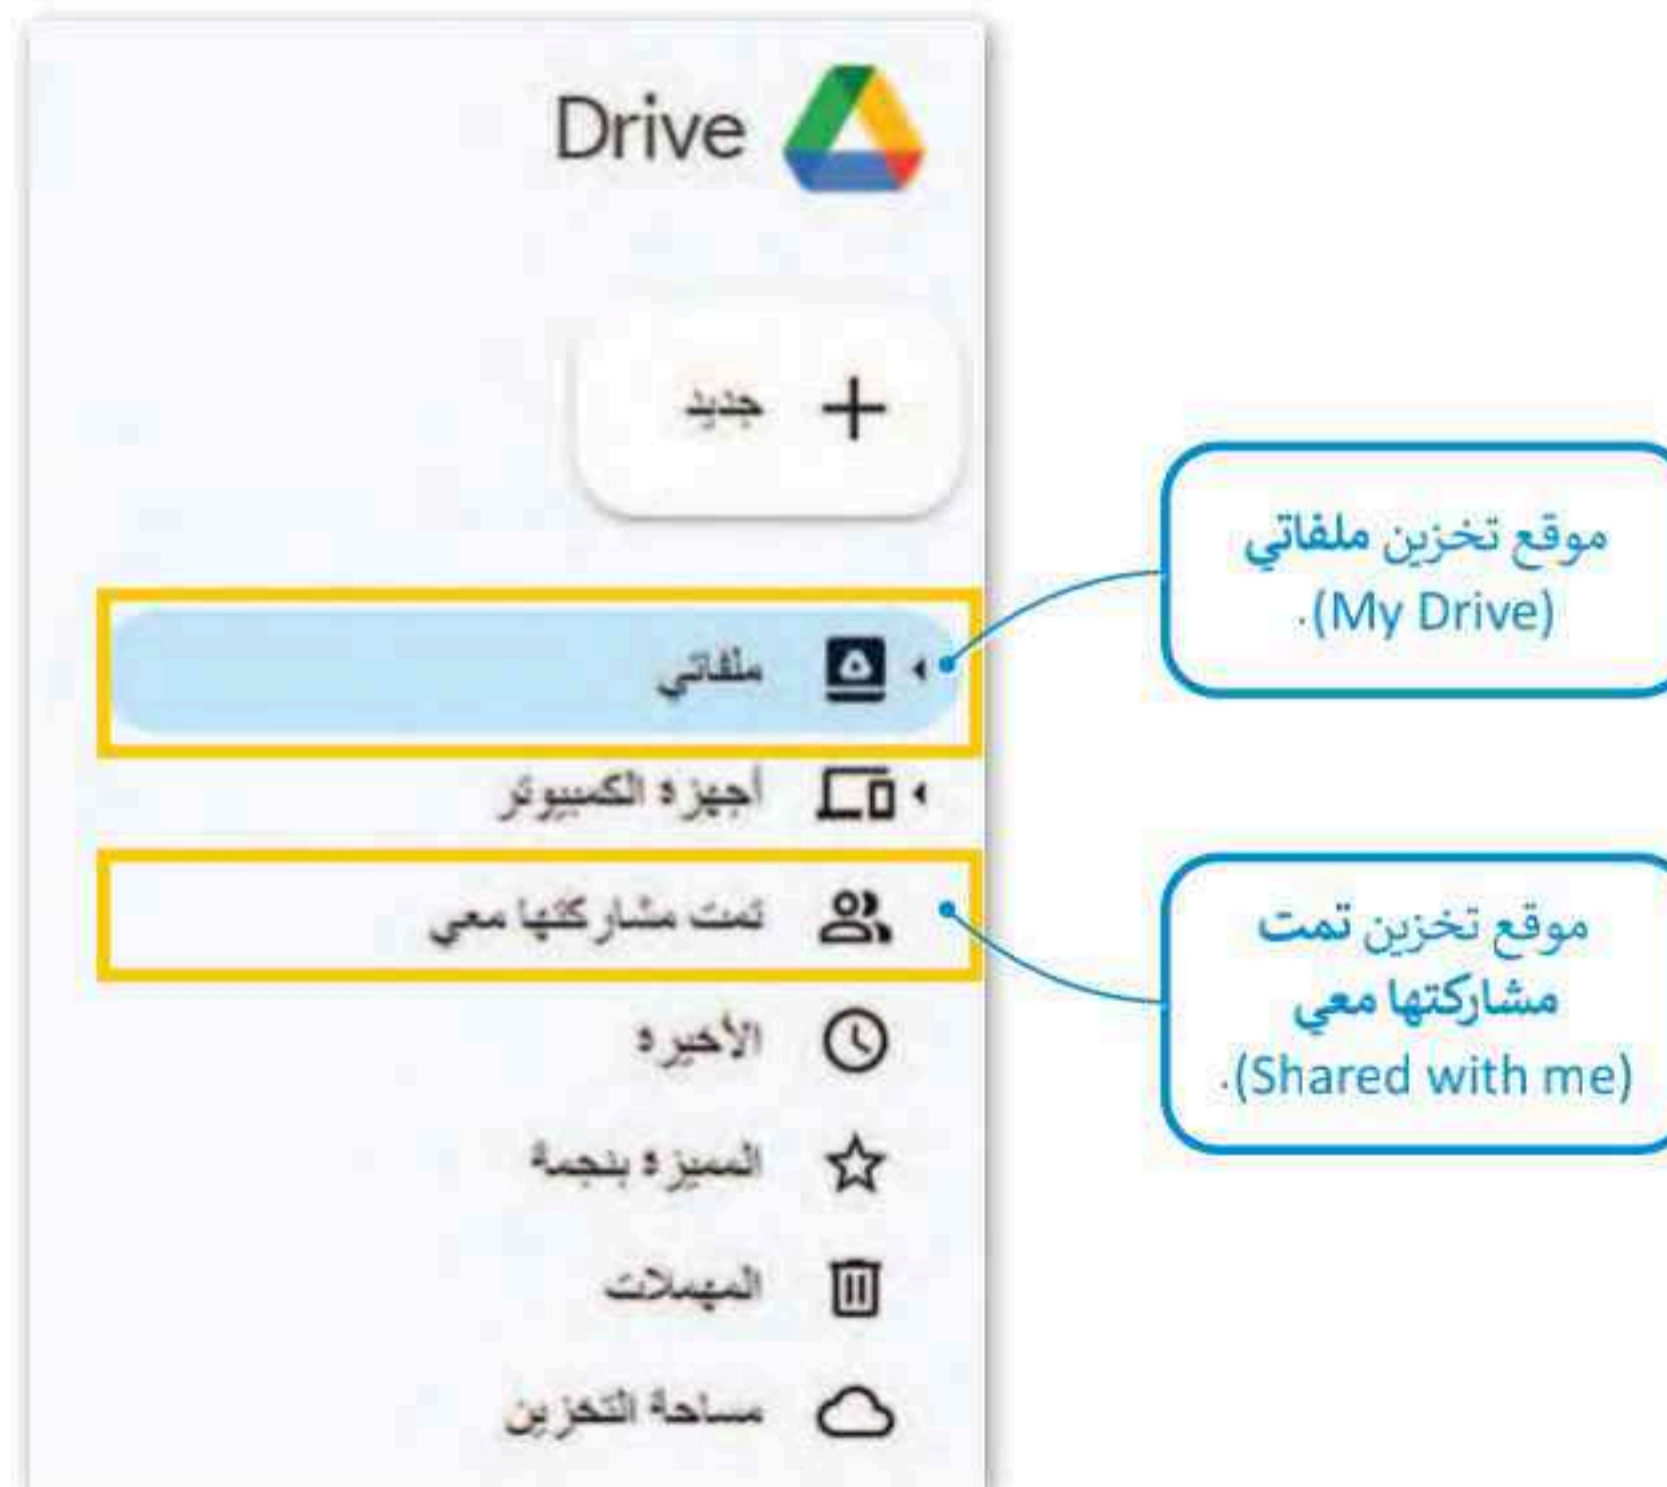 Drive
جديد
ملفاتي
أجهزة الكمبيوتر
تمت مشاركتها معي
الأخيرة
المميزة بنجمة
المهملات
مساحة التخزين
موقع تخزين ملفاتي
(My Drive).
موقع تخزين تمت
مشاركتها معي
(Shared with me).